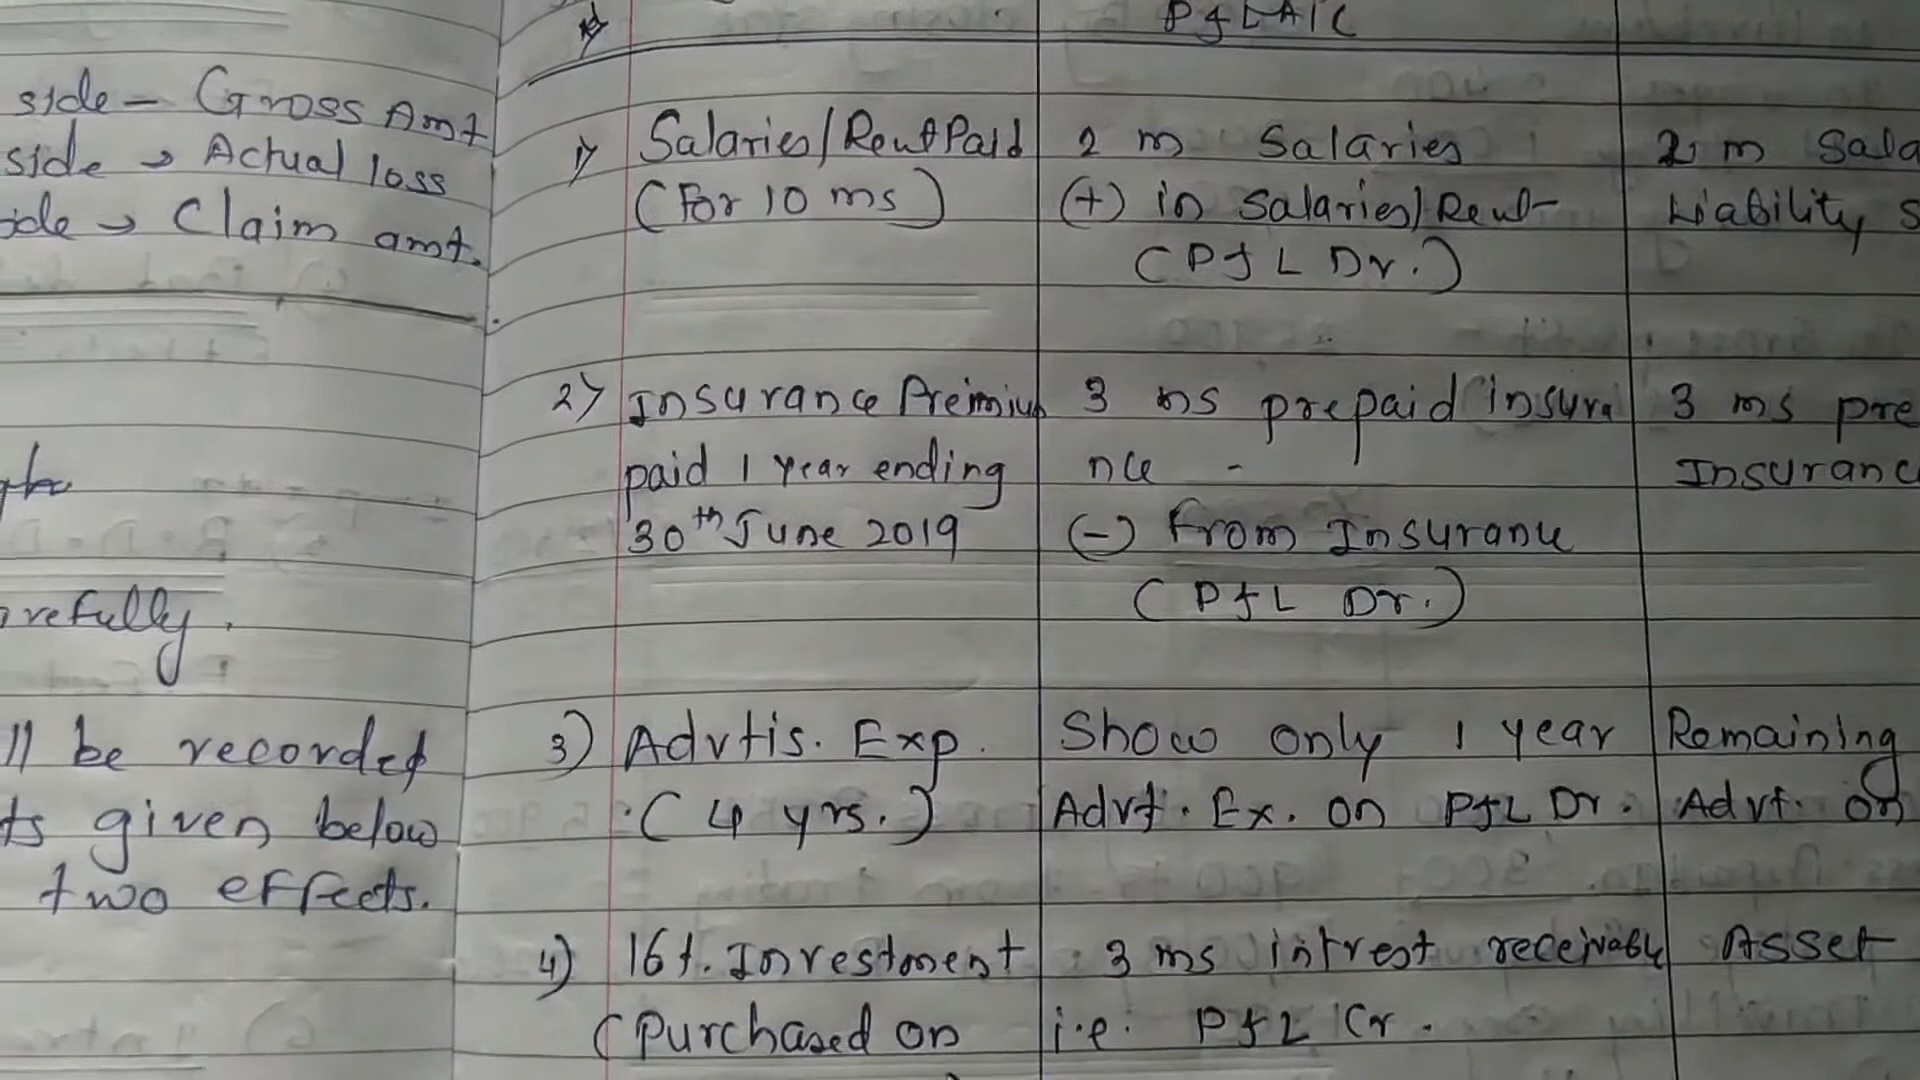 side - Gross Amt
side → Actual loss
ide → Claim amt.
refully.
ll be recorded
ts given below
two effects.
P&L A/C
1) Salaries/Rent Paid
(For 10 ms)
2 m Salaries
(+) in Salaries/Rent
(P&L Dr.)
2 m Sala
Liability s
2) Insurance Premium
paid 1 year ending
30th June 2019
3 ms prepaid insura
nce -
(-) From Insurance
(P&L Dr.)
3 ms pre
Insuranc
3) Advtis. Exp.
(4 yrs.)
Show only 1 year
Advt. Ex. on P&L Dr.
Remaining
Advt. on
4) 16%. Investment
(Purchased on
3 ms intrest receivable
i.e. P&L Cr.
Asset